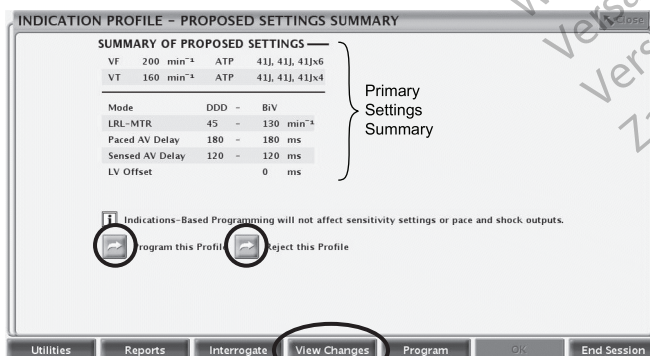 INDICATION PROFILE – PROPOSED SETTINGS SUMMARY
Close
SUMMARY OF PROPOSED SETTINGS
VF 200 min⁻¹ ATP 41J, 41J, 41Jx6
VT 160 min⁻¹ ATP 41J, 41J, 41Jx4
Mode DDD – BiV
LRL-MTR 45 – 130 min⁻¹
Paced AV Delay 180 – 180 ms
Sensed AV Delay 120 – 120 ms
LV Offset 0 ms
Primary
Settings
Summary
i Indications-Based Programming will not affect sensitivity settings or pace and shock outputs.
Program this Profile Reject this Profile
Utilities Reports Interrogate View Changes Program OK End Session